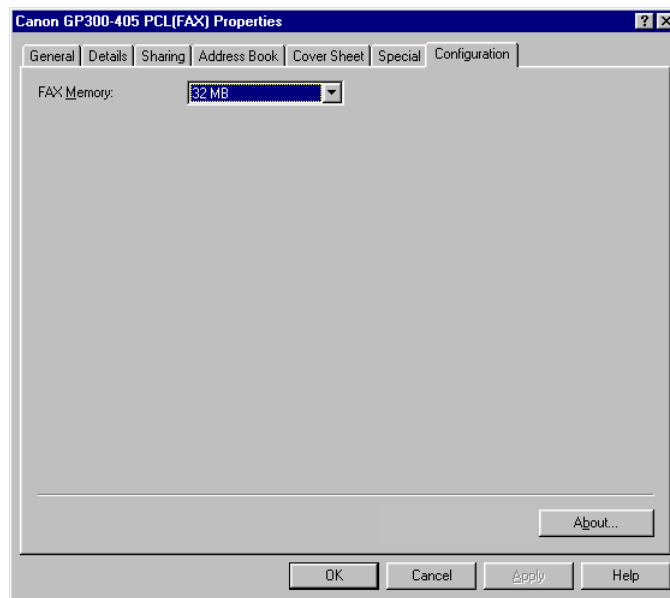 Canon GP300-405 PCL(FAX) Properties
General Details Sharing Address Book Cover Sheet Special Configuration
FAX Memory: 32 MB
About...
OK Cancel Apply Help